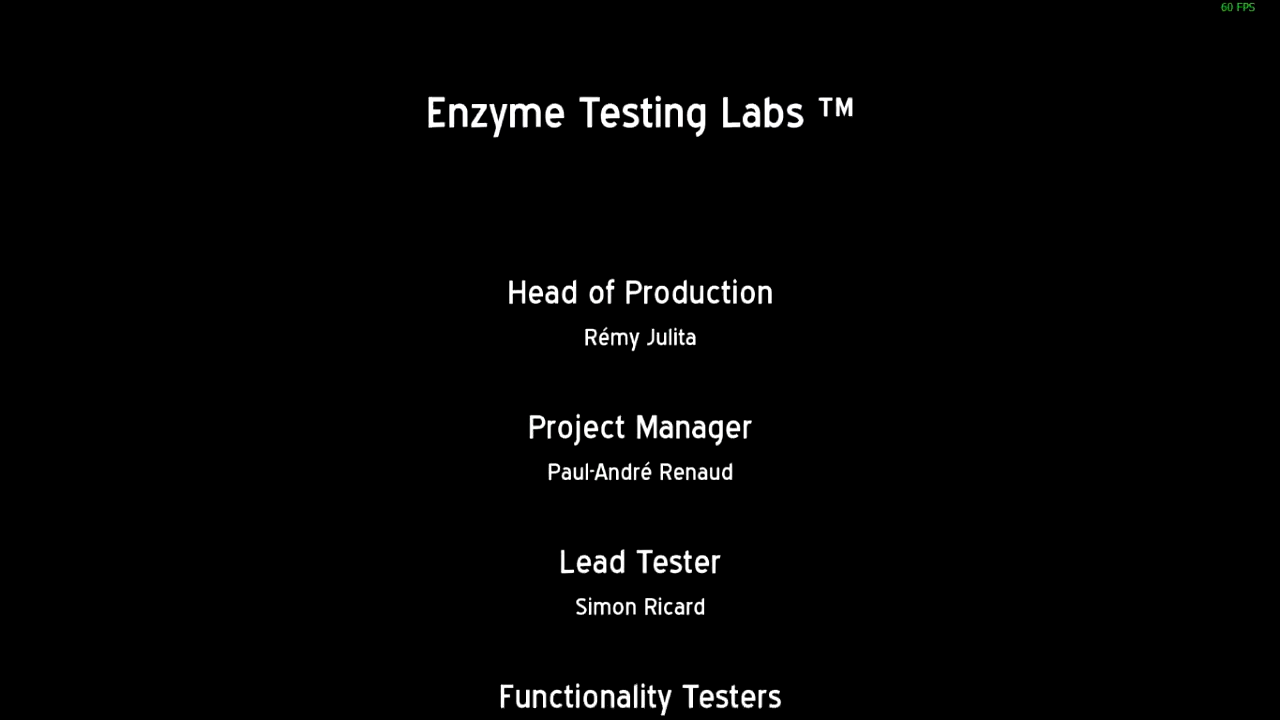 60 FPS
Enzyme Testing Labs ™
Head of Production
Rémy Julita
Project Manager
Paul-André Renaud
Lead Tester
Simon Ricard
Functionality Testers